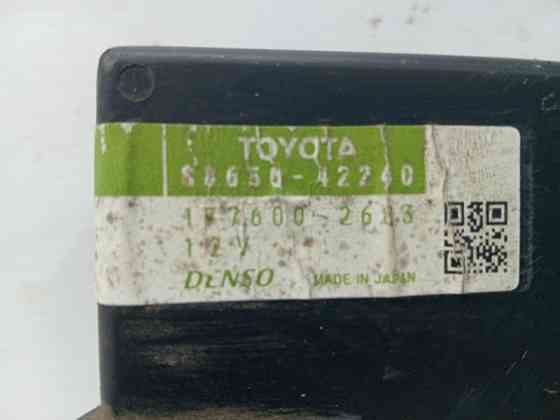 TOYOTA
88650-42240
177600-2683
12V
DENSO MADE IN JAPAN